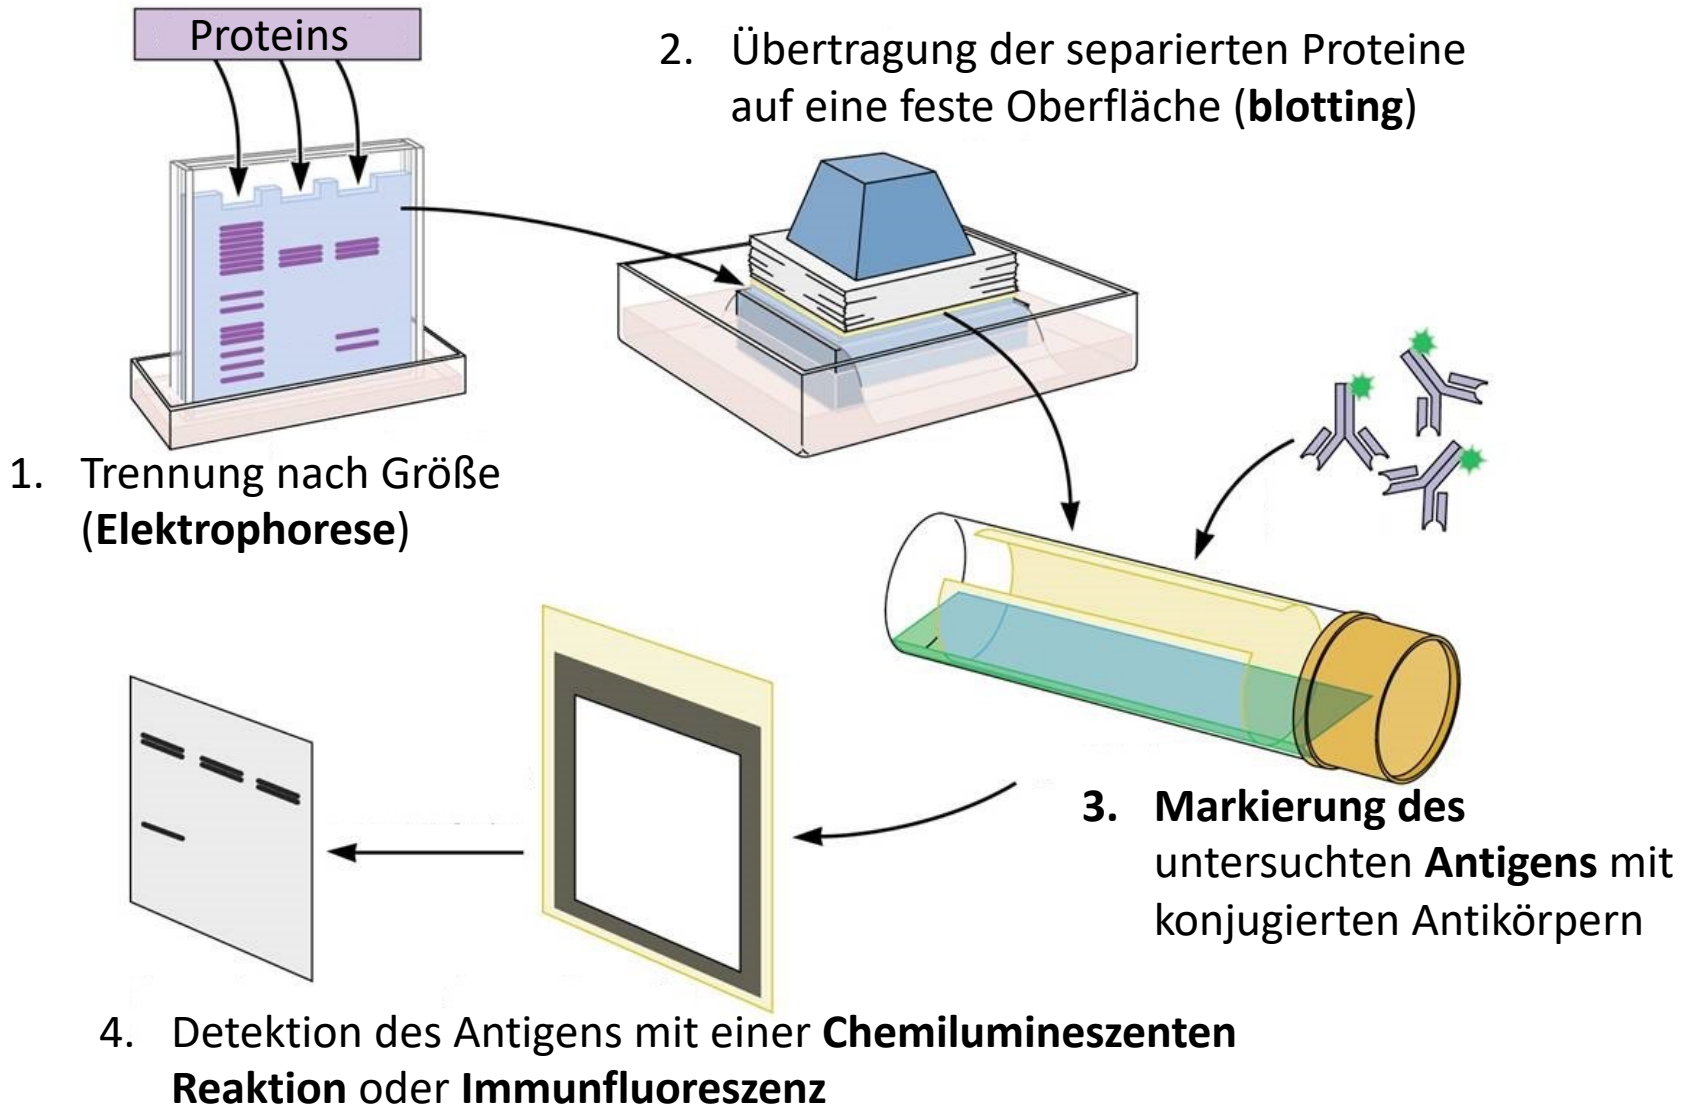 Proteins
1. Trennung nach Größe
(Elektrophorese)
2. Übertragung der separierten Proteine
auf eine feste Oberfläche (blotting)
3. Markierung des
untersuchten Antigens mit
konjugierten Antikörpern
4. Detektion des Antigens mit einer Chemilumineszenten
Reaktion oder Immunfluoreszenz